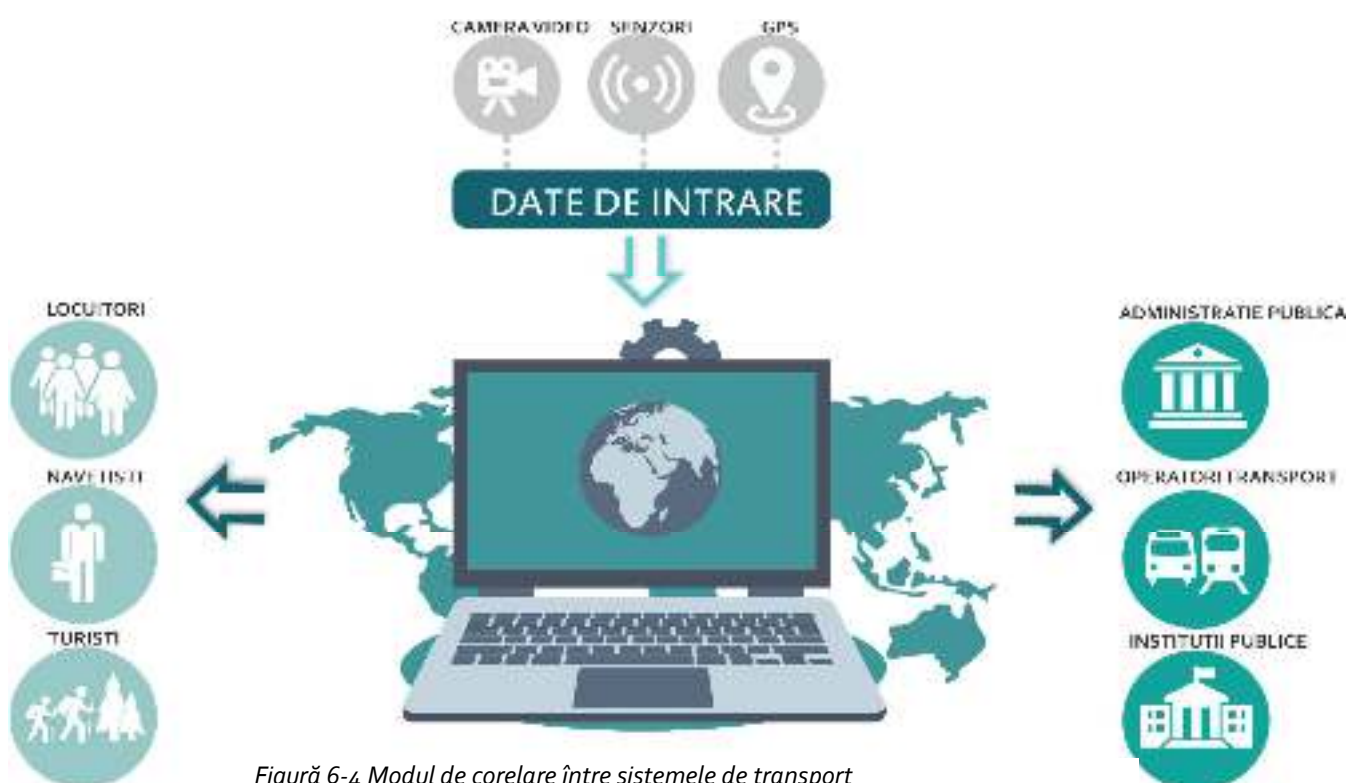 CAMERA VIDEO SENZORI GPS
DATE DE INTRARE
LOCUITORI
NAVETISTI
TURISTI
ADMINISTRATIE PUBLICA
OPERATORI TRANSPORT
INSTITUTII PUBLICE
Figură 6-4 Modul de corelare între sistemele de transport